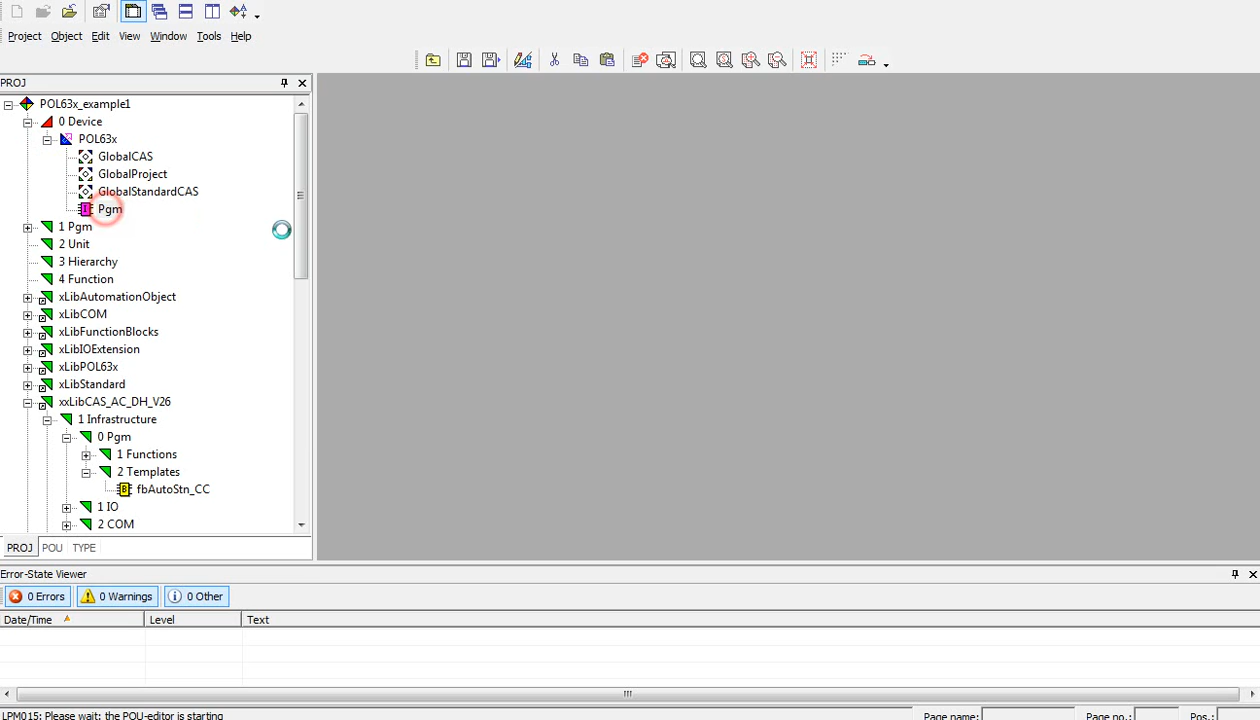 Project Object Edit View Window Tools Help
PROJ
POL63x_example1
0 Device
POL63x
GlobalCAS
GlobalProject
GlobalStandardCAS
Pgm
1 Pgm
2 Unit
3 Hierarchy
4 Function
xLibAutomationObject
xLibCOM
xLibFunctionBlocks
xLibIOExtension
xLibPOL63x
xLibStandard
xxLibCAS_AC_DH_V26
1 Infrastructure
0 Pgm
1 Functions
2 Templates
fbAutoStn_CC
1 IO
2 COM
PROJ POU TYPE
Error-State Viewer
0 Errors 0 Warnings 0 Other
Date/Time Level Text
LPM015: Please wait: the POU-editor is starting Page name: Page no.: Pos.: